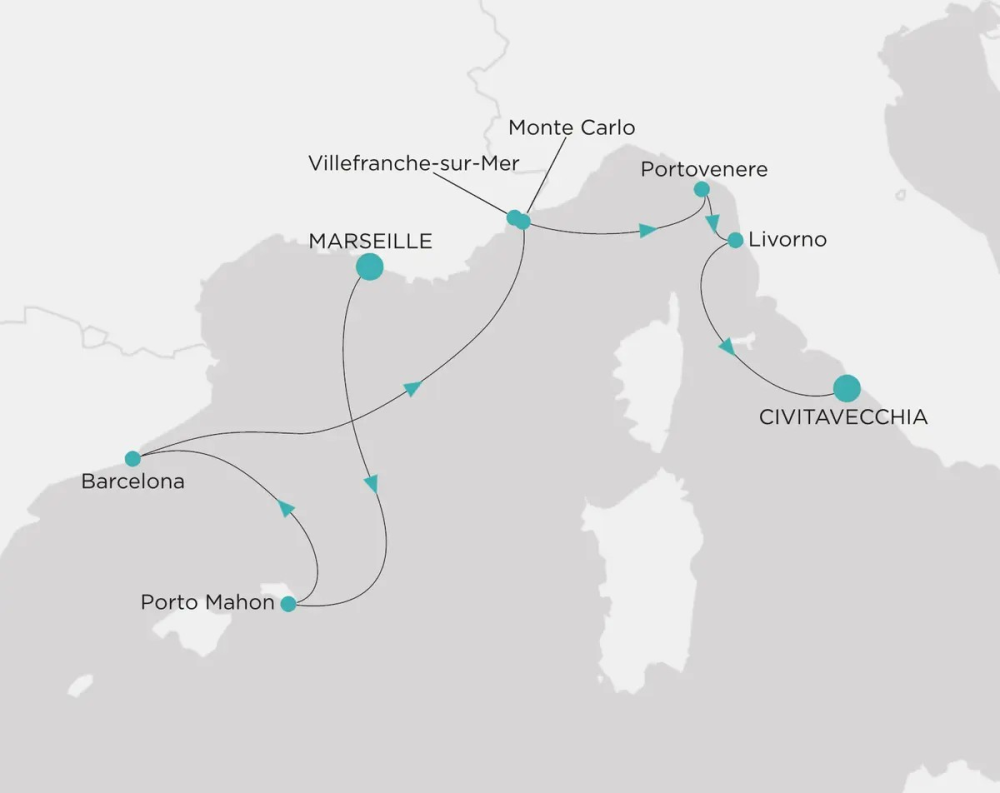 Monte Carlo
Villefranche-sur-Mer
Portovenere
MARSEILLE
Livorno
CIVITAVECCHIA
Barcelona
Porto Mahon